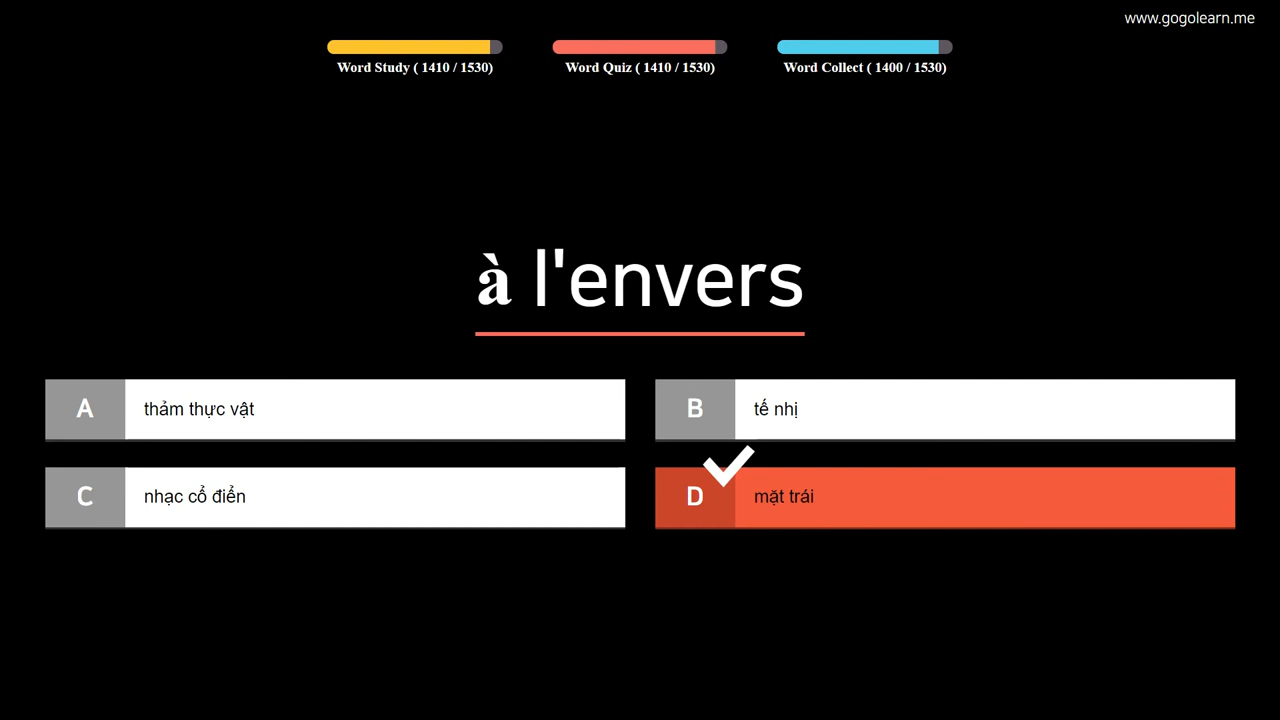 www.gogolearn.me
Word Study ( 1410 / 1530)
Word Quiz ( 1410 / 1530)
Word Collect ( 1400 / 1530)
à l'envers
A thảm thực vật
B tế nhị
C nhạc cổ điển
D mặt trái